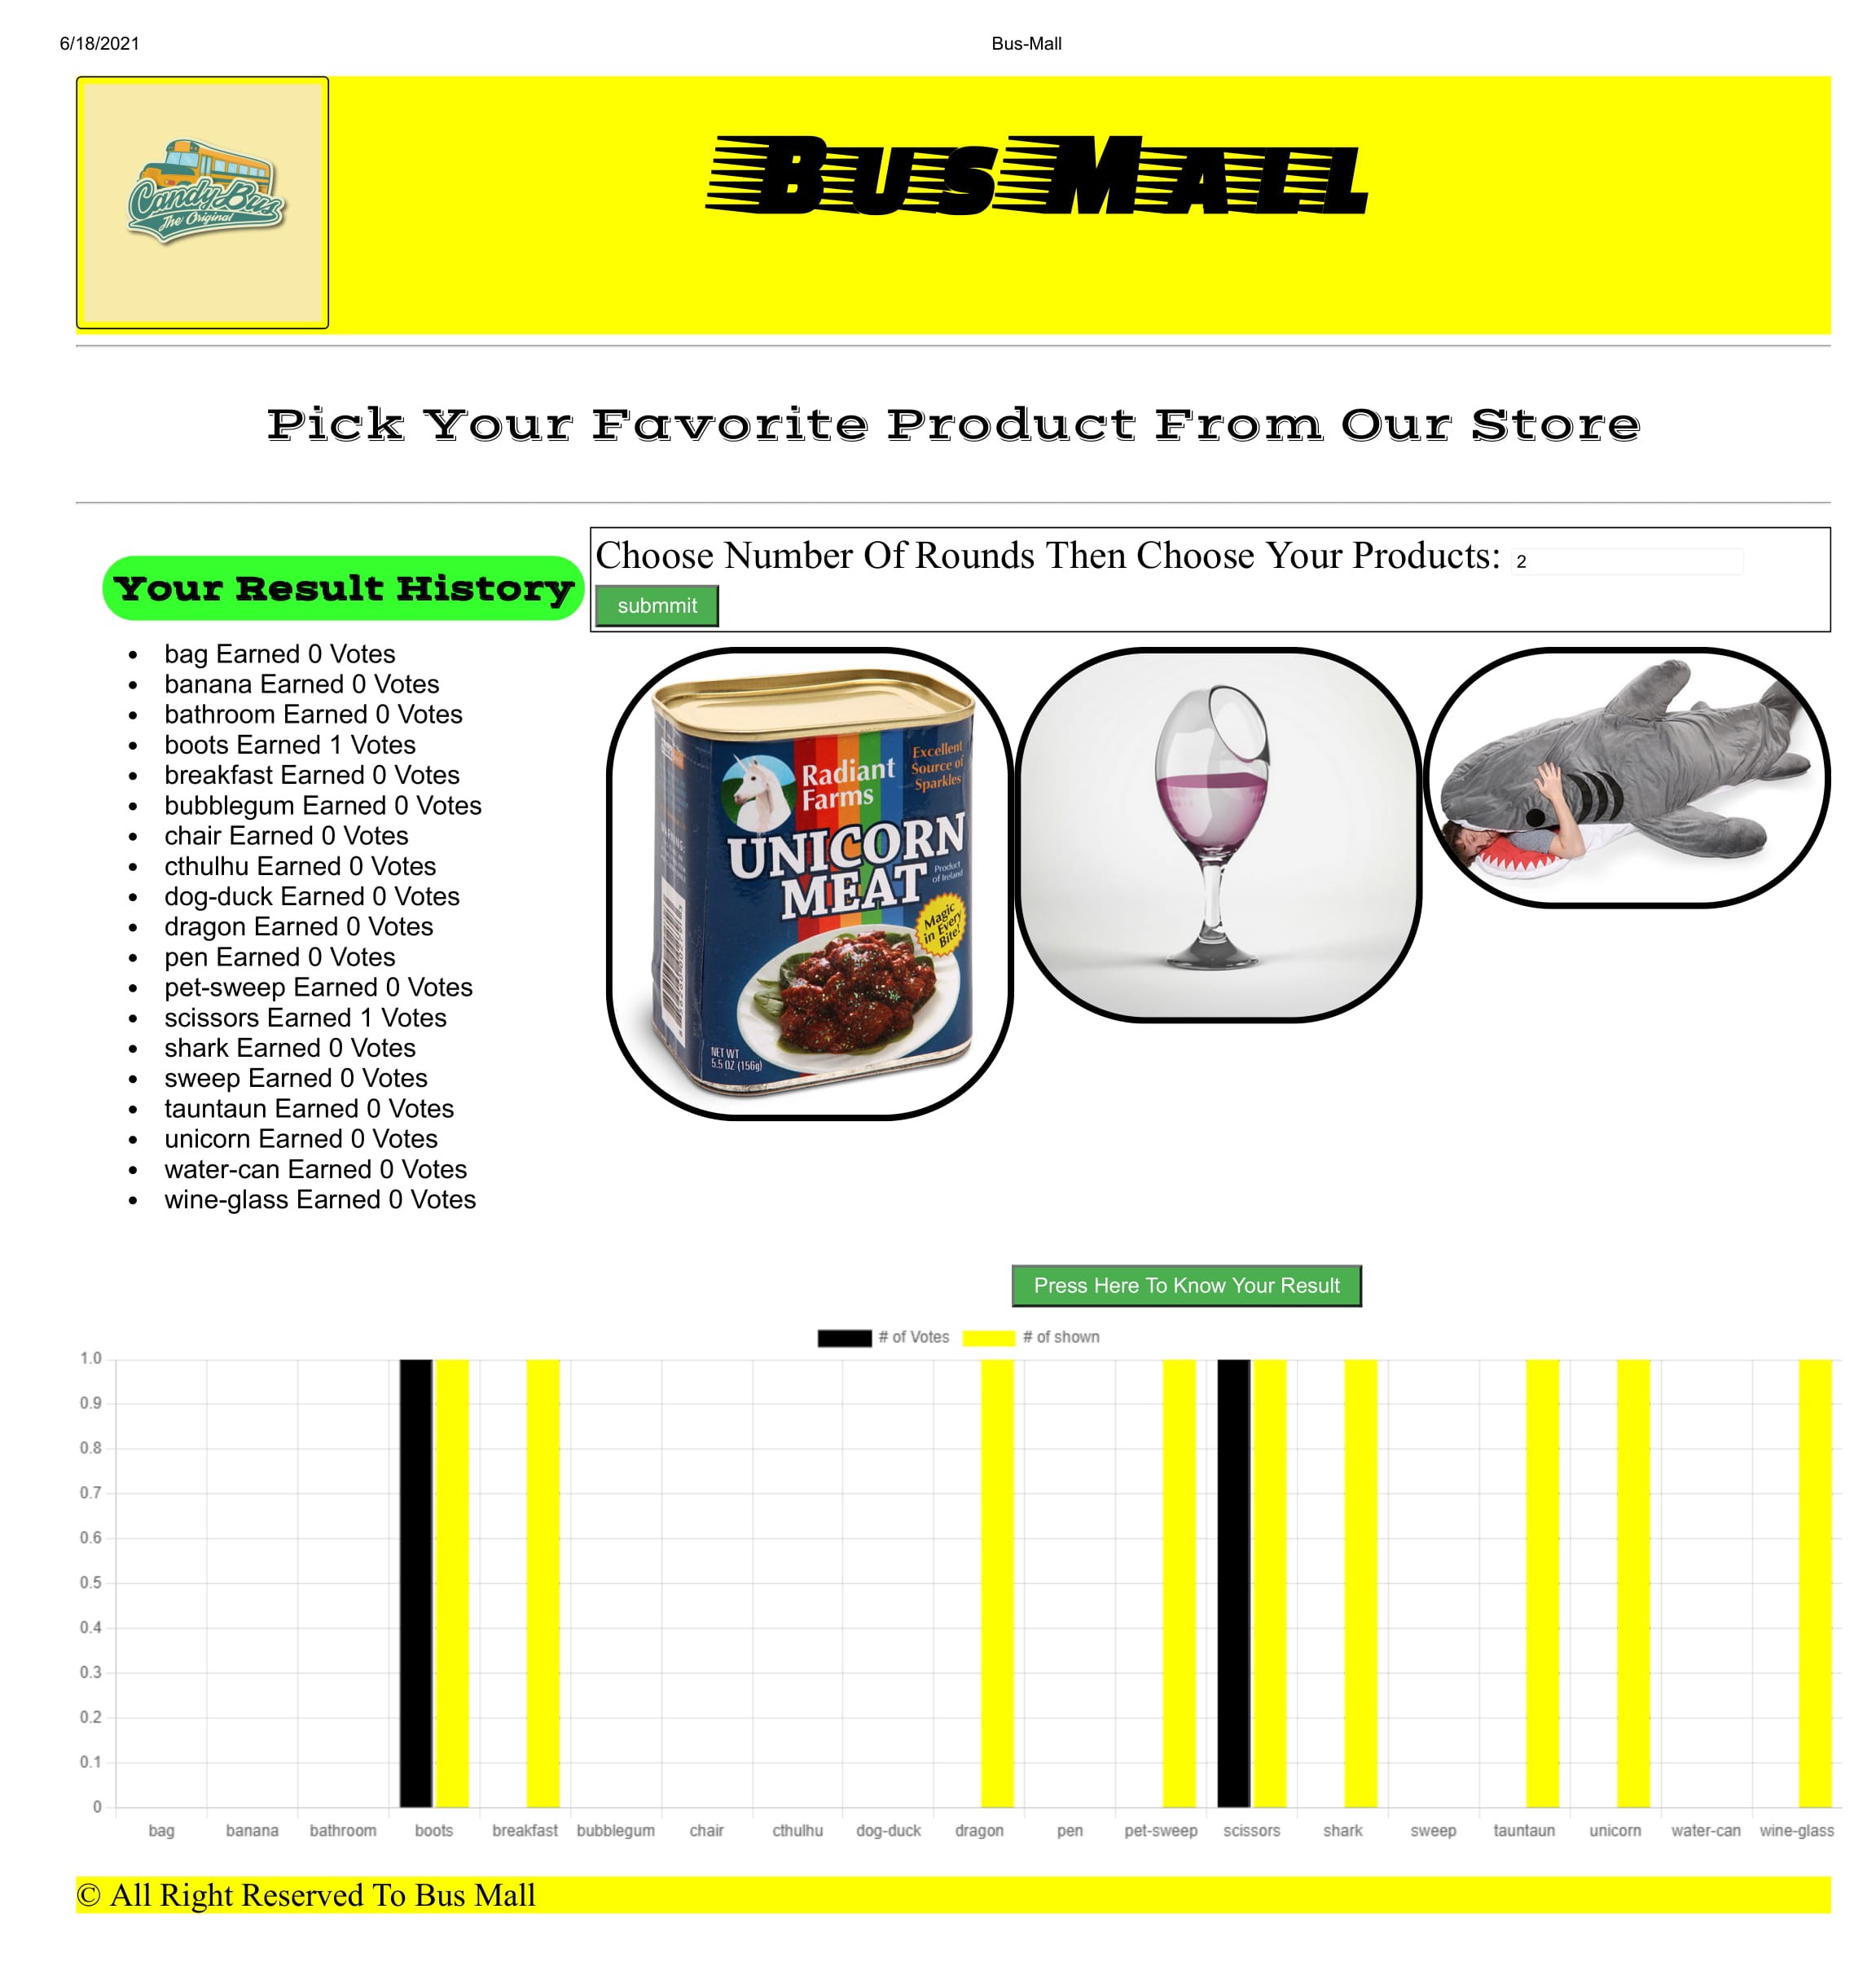 6/18/2021 Bus-Mall
CandyBus
The Original
BUS MALL
Pick Your Favorite Product From Our Store
Your Result History
Choose Number Of Rounds Then Choose Your Products: 2
submmit
bag Earned 0 Votes
banana Earned 0 Votes
bathroom Earned 0 Votes
boots Earned 1 Votes
breakfast Earned 0 Votes
bubblegum Earned 0 Votes
chair Earned 0 Votes
cthulhu Earned 0 Votes
dog-duck Earned 0 Votes
dragon Earned 0 Votes
pen Earned 0 Votes
pet-sweep Earned 0 Votes
scissors Earned 1 Votes
shark Earned 0 Votes
sweep Earned 0 Votes
tauntaun Earned 0 Votes
unicorn Earned 0 Votes
water-can Earned 0 Votes
wine-glass Earned 0 Votes
Radiant
Farms
Excellent
Source of
Sparkles
UNICORN
MEAT
Product
of Ireland
Magic
in Every
Bite!
NET WT
5.5 OZ (156g)
Press Here To Know Your Result
# of Votes # of shown
1.0
0.9
0.8
0.7
0.6
0.5
0.4
0.3
0.2
0.1
0
bag banana bathroom boots breakfast bubblegum chair cthulhu dog-duck dragon pen pet-sweep scissors shark sweep tauntaun unicorn water-can wine-glass
© All Right Reserved To Bus Mall